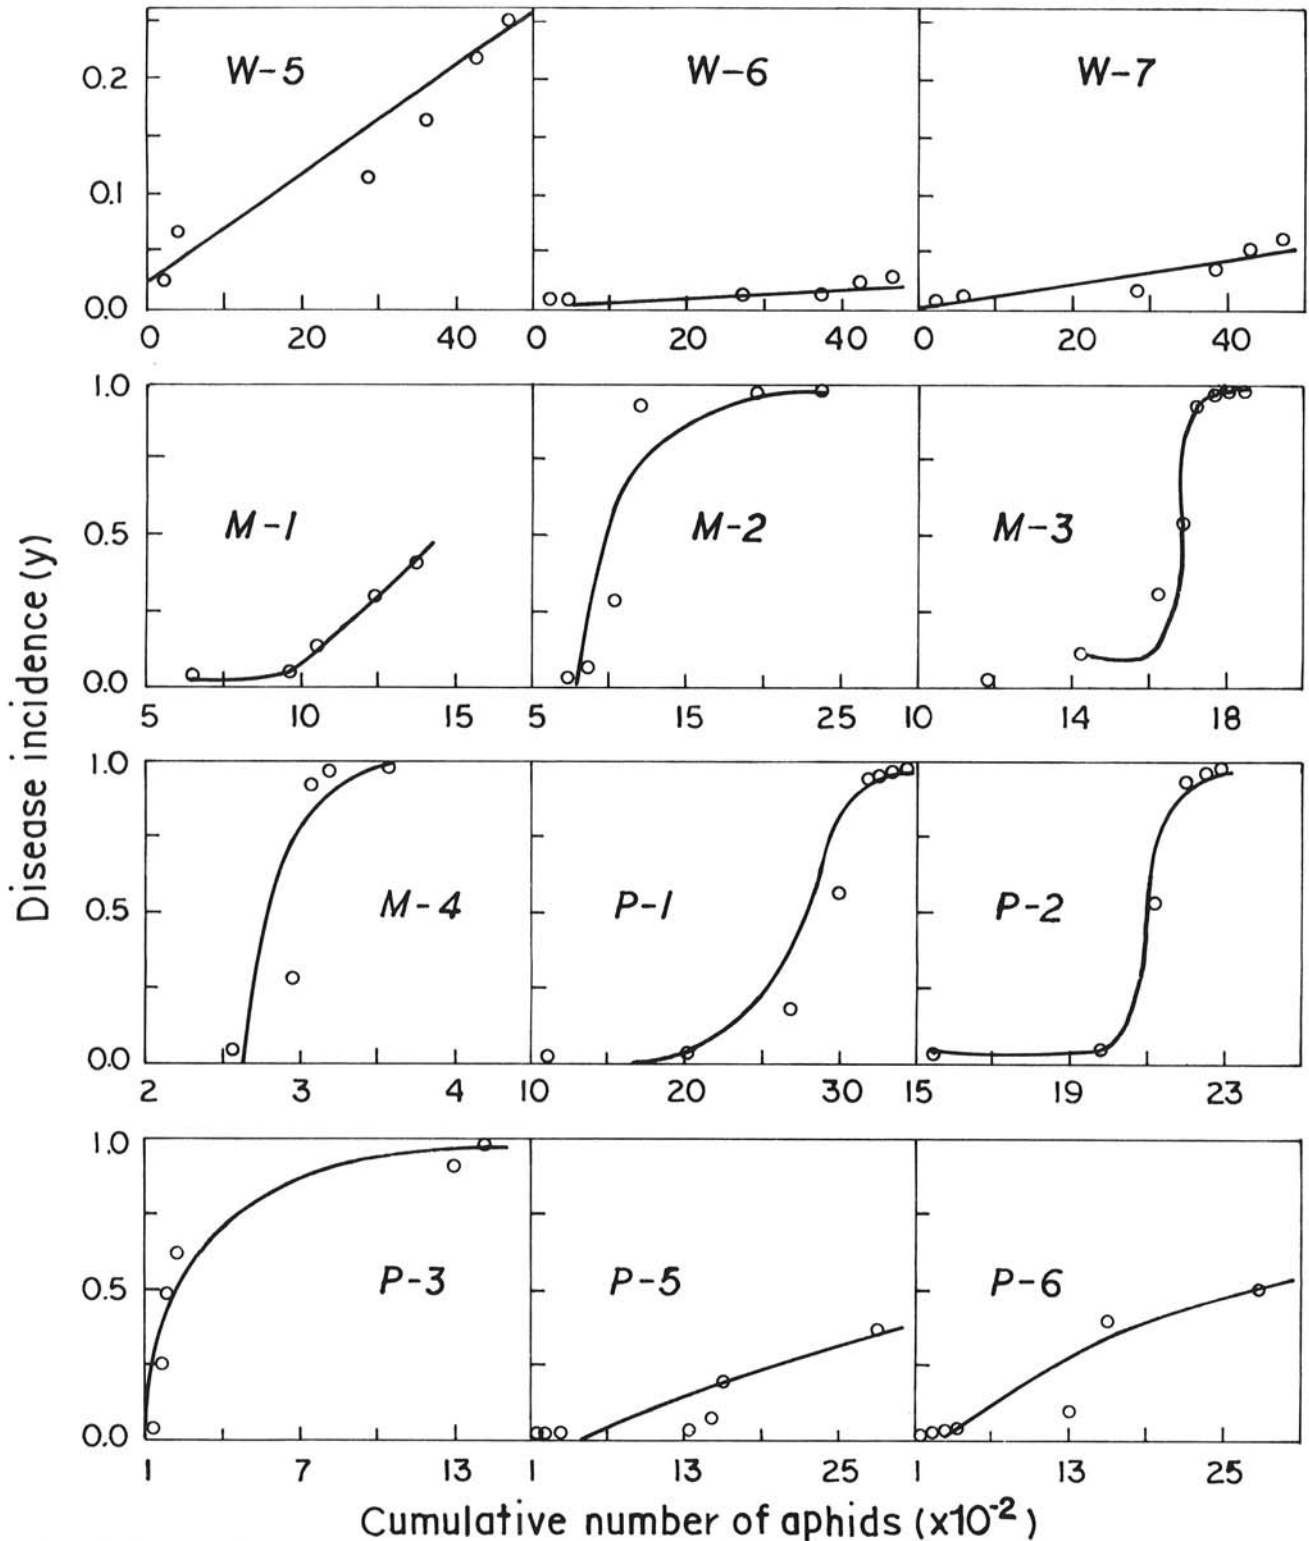 W-5 W-6 W-7
0.2
0.1
0.0
0 20 40 0 20 40 0 20 40
1.0
M-1 M-2 M-3
0.5
0.0
5 10 15 5 15 25 10 14 18
Disease incidence (y)
1.0
M-4 P-1 P-2
0.5
0.0
2 3 4 10 20 30 15 19 23
1.0
P-3 P-5 P-6
0.5
0.0
1 7 13 1 13 25 1 13 25
Cumulative number of aphids (x10-2)